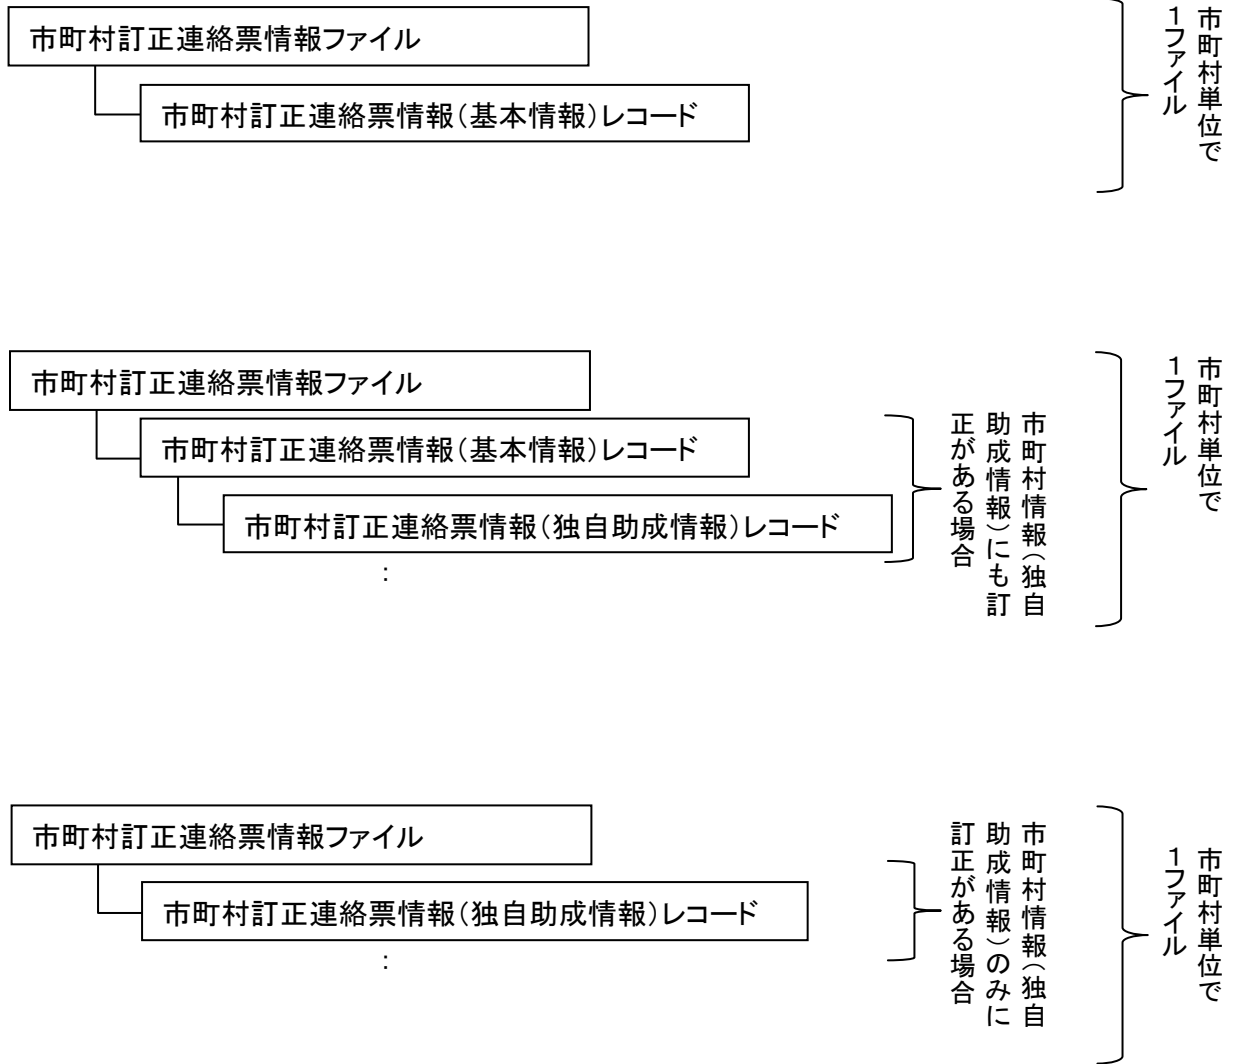 市町村訂正連絡票情報ファイル
市町村訂正連絡票情報（基本情報）レコード
市町村単位で
１ファイル
市町村訂正連絡票情報ファイル
市町村訂正連絡票情報（基本情報）レコード
市町村訂正連絡票情報（独自助成情報）レコード
：
市町村情報（独自
助成情報）にも訂
正がある場合
市町村単位で
１ファイル
市町村訂正連絡票情報ファイル
市町村訂正連絡票情報（独自助成情報）レコード
：
市町村情報（独自
助成情報）のみに
訂正がある場合
市町村単位で
１ファイル